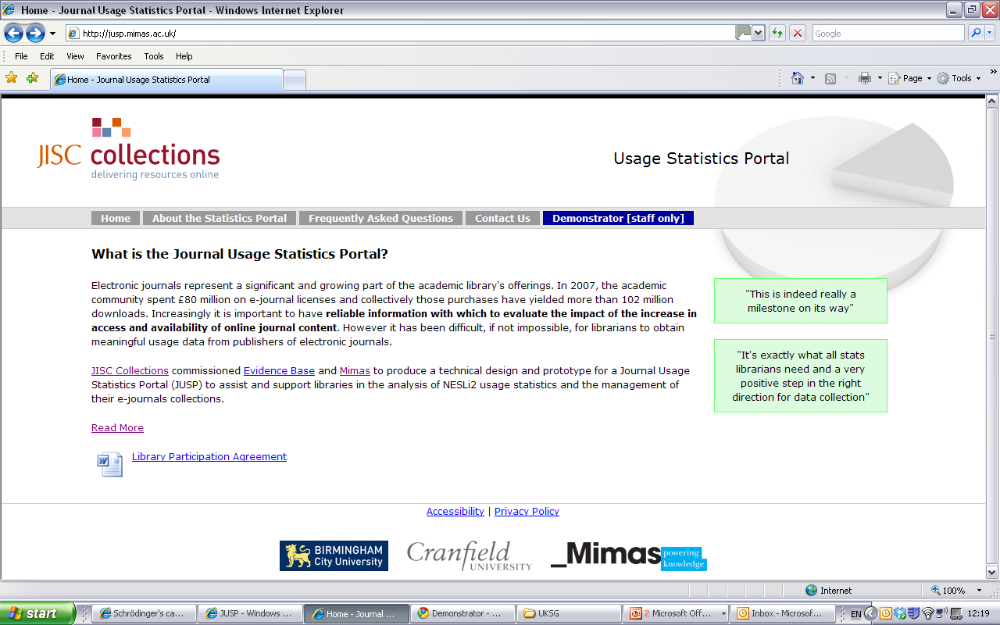 Home - Journal Usage Statistics Portal - Windows Internet Explorer
http://jusp.mimas.ac.uk/
Google
File Edit View Favorites Tools Help
Home - Journal Usage Statistics Portal
Page Tools »
JISC collections
delivering resources online
Usage Statistics Portal
Home About the Statistics Portal Frequently Asked Questions Contact Us Demonstrator [staff only]
What is the Journal Usage Statistics Portal?
Electronic journals represent a significant and growing part of the academic library's offerings. In 2007, the academic
community spent £80 million on e-journal licenses and collectively those purchases have yielded more than 102 million
downloads. Increasingly it is important to have reliable information with which to evaluate the impact of the increase in
access and availability of online journal content. However it has been difficult, if not impossible, for librarians to obtain
meaningful usage data from publishers of electronic journals.
"This is indeed really a
milestone on its way"
"It's exactly what all stats
librarians need and a very
positive step in the right
direction for data collection"
JISC Collections commissioned Evidence Base and Mimas to produce a technical design and prototype for a Journal Usage
Statistics Portal (JUSP) to assist and support libraries in the analysis of NESLi2 usage statistics and the management of
their e-journals collections.
Read More
Library Participation Agreement
Accessibility | Privacy Policy
BIRMINGHAM
City University
Cranfield
UNIVERSITY
_Mimas
powering
knowledge
Internet 100%
start Schrödinger's ca... JUSP - Windows ... Home - Journal ... Demonstrator - ... UKSG 2 Microsoft Off... Inbox - Microsof... EN 12:19